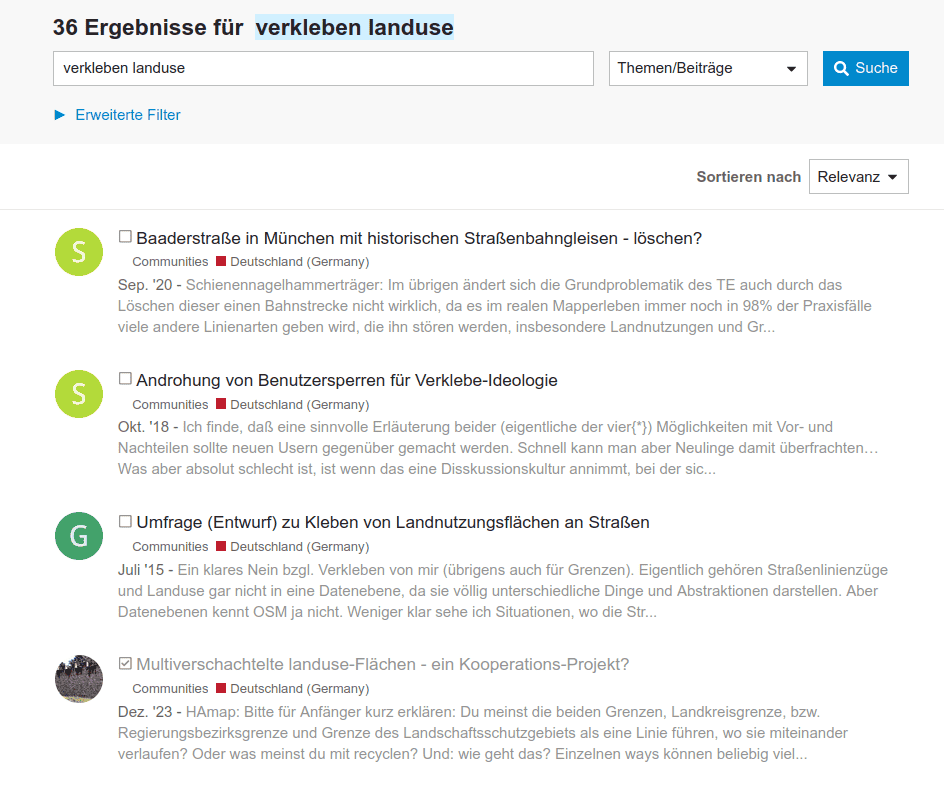 36 Ergebnisse für verkleben landuse
verkleben landuse Themen/Beiträge Suche
Erweiterte Filter
Sortieren nach Relevanz
S Baaderstraße in München mit historischen Straßenbahngleisen - löschen?
Communities Deutschland (Germany)
Sep. '20 - Schienennagelhammerträger: Im übrigen ändert sich die Grundproblematik des TE auch durch das
Löschen dieser einen Bahnstrecke nicht wirklich, da es im realen Mapperleben immer noch in 98% der Praxisfälle
viele andere Linienarten geben wird, die ihn stören werden, insbesondere Landnutzungen und Gr...
S Androhung von Benutzersperren für Verklebe-Ideologie
Communities Deutschland (Germany)
Okt. '18 - Ich finde, daß eine sinnvolle Erläuterung beider (eigentliche der vier{*}) Möglichkeiten mit Vor- und
Nachteilen sollte neuen Usern gegenüber gemacht werden. Schnell kann man aber Neulinge damit überfrachten…
Was aber absolut schlecht ist, ist wenn das eine Disskussionskultur annimmt, bei der sic...
G Umfrage (Entwurf) zu Kleben von Landnutzungsflächen an Straßen
Communities Deutschland (Germany)
Juli '15 - Ein klares Nein bzgl. Verkleben von mir (übrigens auch für Grenzen). Eigentlich gehören Straßenlinienzüge
und Landuse gar nicht in eine Datenebene, da sie völlig unterschiedliche Dinge und Abstraktionen darstellen. Aber
Datenebenen kennt OSM ja nicht. Weniger klar sehe ich Situationen, wo die Str...
Multiverschachtelte landuse-Flächen - ein Kooperations-Projekt?
Communities Deutschland (Germany)
Dez. '23 - HAmap: Bitte für Anfänger kurz erklären: Du meinst die beiden Grenzen, Landkreisgrenze, bzw.
Regierungsbezirksgrenze und Grenze des Landschaftsschutzgebiets als eine Linie führen, wo sie miteinander
verlaufen? Oder was meinst du mit recyclen? Und: wie geht das? Einzelnen ways können beliebig viel...